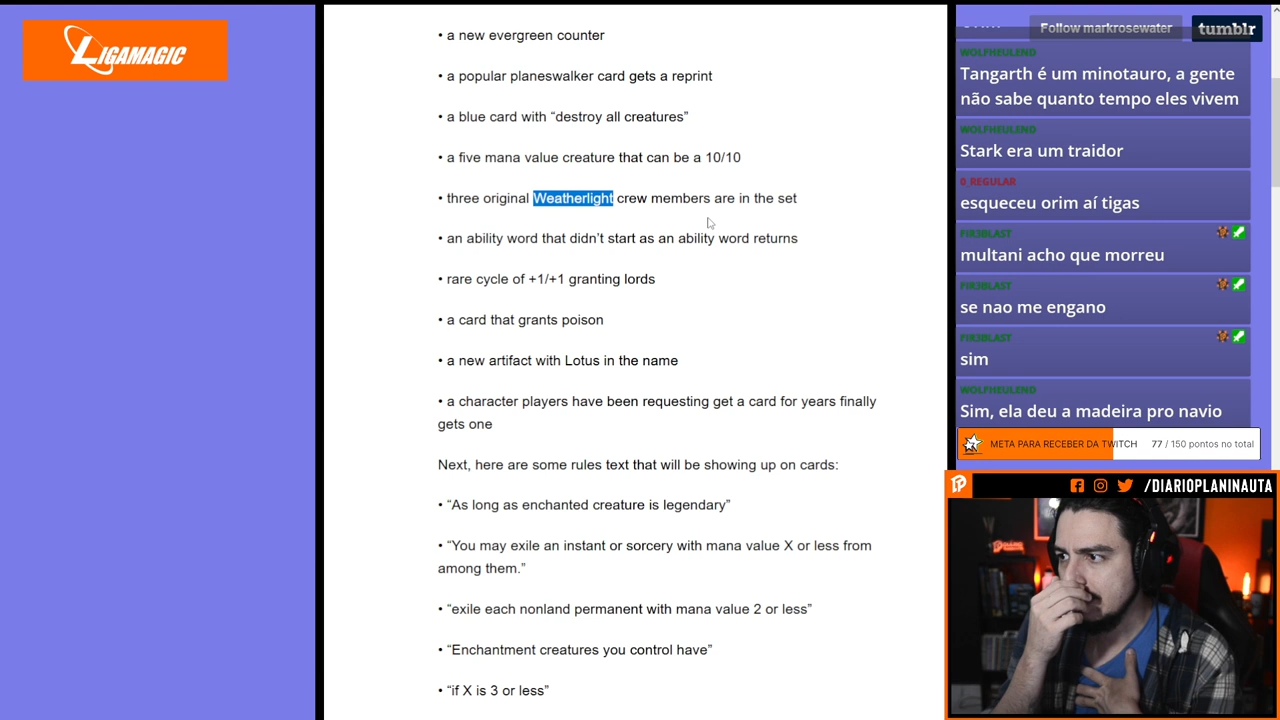 LIGAMAGIC
• a new evergreen counter
• a popular planeswalker card gets a reprint
• a blue card with “destroy all creatures”
• a five mana value creature that can be a 10/10
• three original Weatherlight crew members are in the set
• an ability word that didn’t start as an ability word returns
• rare cycle of +1/+1 granting lords
• a card that grants poison
• a new artifact with Lotus in the name
• a character players have been requesting get a card for years finally
gets one
Next, here are some rules text that will be showing up on cards:
• “As long as enchanted creature is legendary”
• “You may exile an instant or sorcery with mana value X or less from
among them.”
• “exile each nonland permanent with mana value 2 or less”
• “Enchantment creatures you control have”
• “if X is 3 or less”
Follow markrosewater
tumblr
WOLFHEULEND
Tangarth é um minotauro, a gente
não sabe quanto tempo eles vivem
WOLFHEULEND
Stark era um traidor
0_REGULAR
esqueceu orim aí tigas
FIR3BLAST
multani acho que morreu
FIR3BLAST
se nao me engano
FIR3BLAST
sim
WOLFHEULEND
Sim, ela deu a madeira pro navio
META PARA RECEBER DA TWITCH 77 / 150 pontos no total
/DIARIOPLANINAUTA